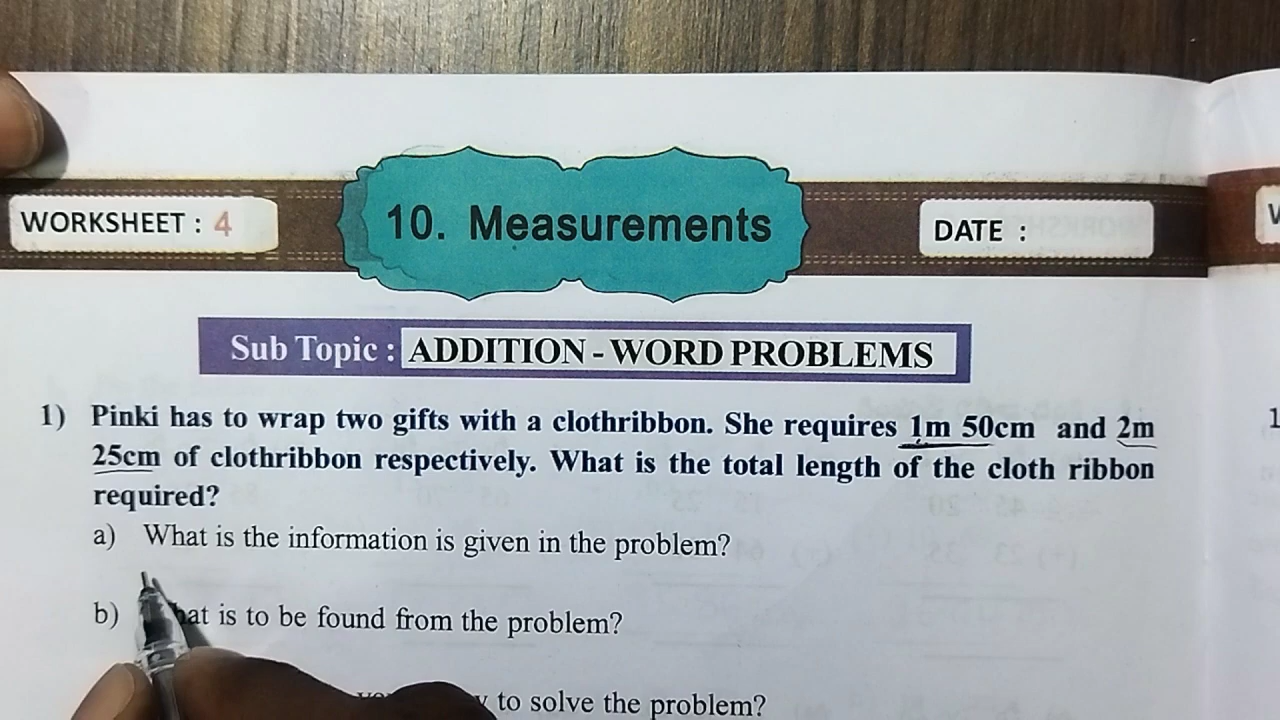 WORKSHEET : 4
10. Measurements
DATE :
Sub Topic : ADDITION - WORD PROBLEMS
1) Pinki has to wrap two gifts with a clothribbon. She requires 1m 50cm and 2m
25cm of clothribbon respectively. What is the total length of the cloth ribbon
required?
a) What is the information is given in the problem?
b) is to be found from the problem?
to solve the problem?